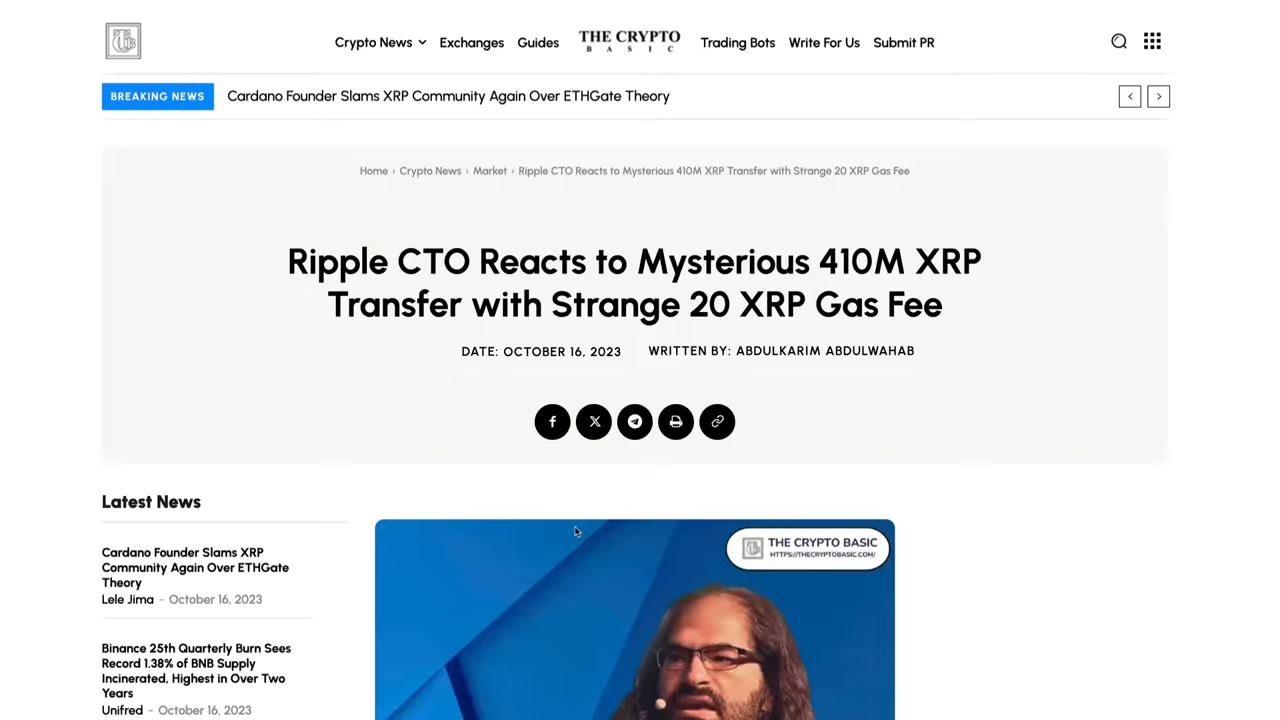 Crypto News
Exchanges
Guides
THE CRYPTO
BASIC
Trading Bots
Write For Us
Submit PR
BREAKING NEWS
Cardano Founder Slams XRP Community Again Over ETHGate Theory
Home › Crypto News › Market › Ripple CTO Reacts to Mysterious 410M XRP Transfer with Strange 20 XRP Gas Fee
Ripple CTO Reacts to Mysterious 410M XRP
Transfer with Strange 20 XRP Gas Fee
DATE: OCTOBER 16, 2023
WRITTEN BY: ABDULKARIM ABDULWAHAB
Latest News
Cardano Founder Slams XRP
Community Again Over ETHGate
Theory
Lele Jima - October 16, 2023
Binance 25th Quarterly Burn Sees
Record 1.38% of BNB Supply
Incinerated, Highest in Over Two
Years
Unifred - October 16, 2023
THE CRYPTO BASIC
HTTPS://THECRYPTOBASIC.COM/